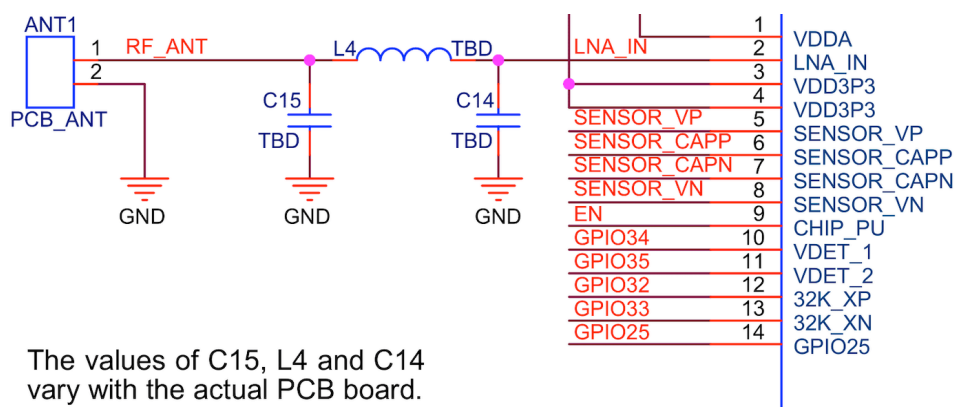 ANT1
1
RF_ANT
L4
TBD
LNA_IN
2
PCB_ANT
C15
TBD
C14
TBD
GND
GND
GND
1
VDDA
2
LNA_IN
3
VDD3P3
4
VDD3P3
SENSOR_VP
5
SENSOR_VP
SENSOR_CAPP
6
SENSOR_CAPP
SENSOR_CAPN
7
SENSOR_CAPN
SENSOR_VN
8
SENSOR_VN
EN
9
CHIP_PU
GPIO34
10
VDET_1
GPIO35
11
VDET_2
GPIO32
12
32K_XP
GPIO33
13
32K_XN
GPIO25
14
GPIO25
The values of C15, L4 and C14
vary with the actual PCB board.